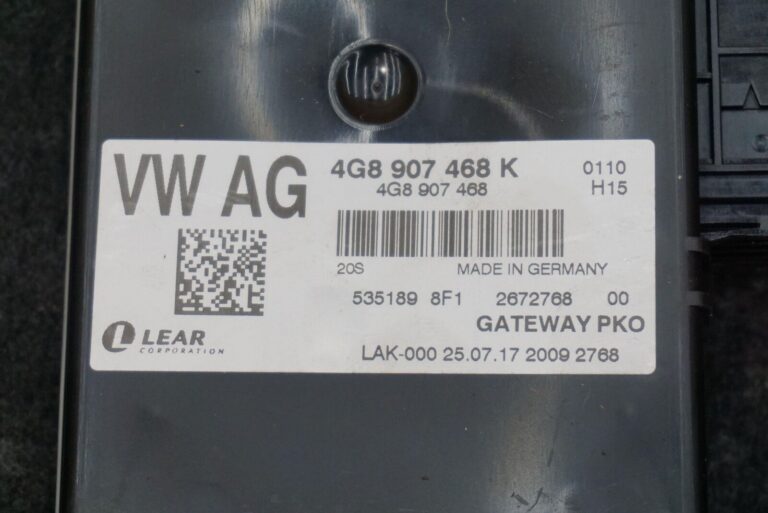 VW AG
4G8 907 468 K 0110
4G8 907 468 H15
20S MADE IN GERMANY
535189 8F1 2672768 00
GATEWAY PKO
LEAR
CORPORATION
LAK-000 25.07.17 2009 2768